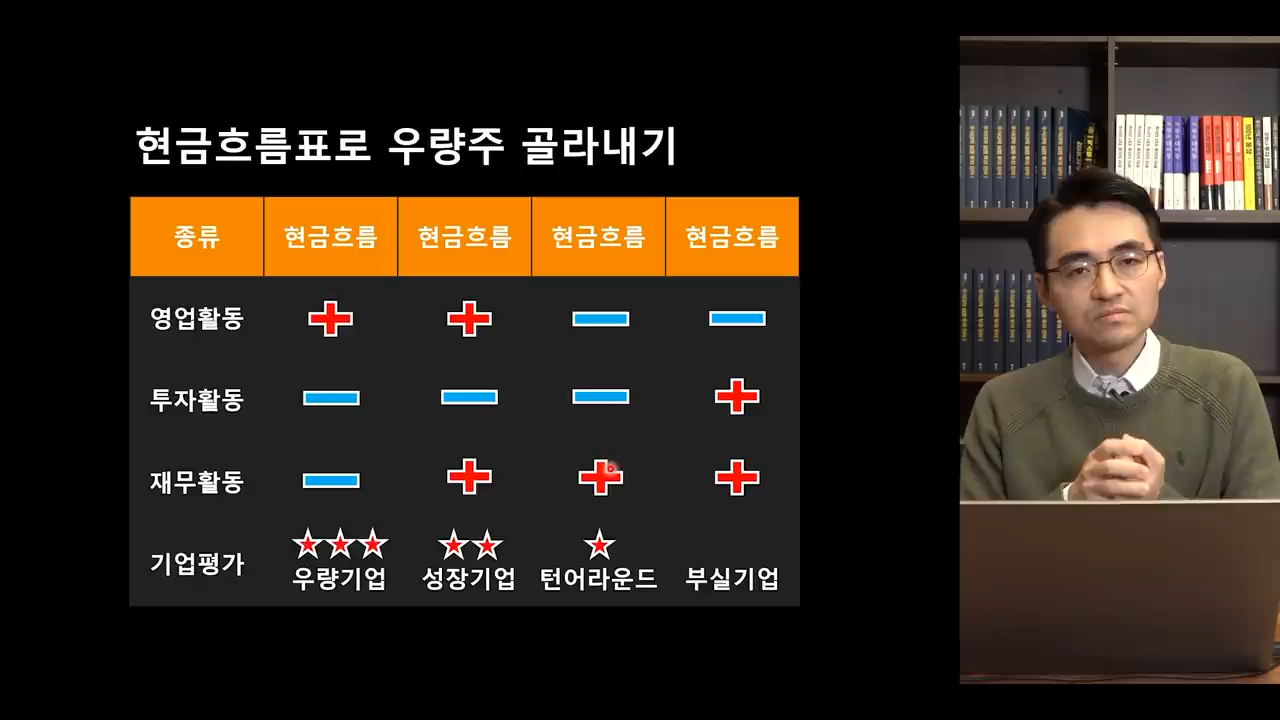 현금흐름표로 우량주 골라내기
종류 현금흐름 현금흐름 현금흐름 현금흐름
영업활동
투자활동
재무활동
기업평가 우량기업 성장기업 턴어라운드 부실기업